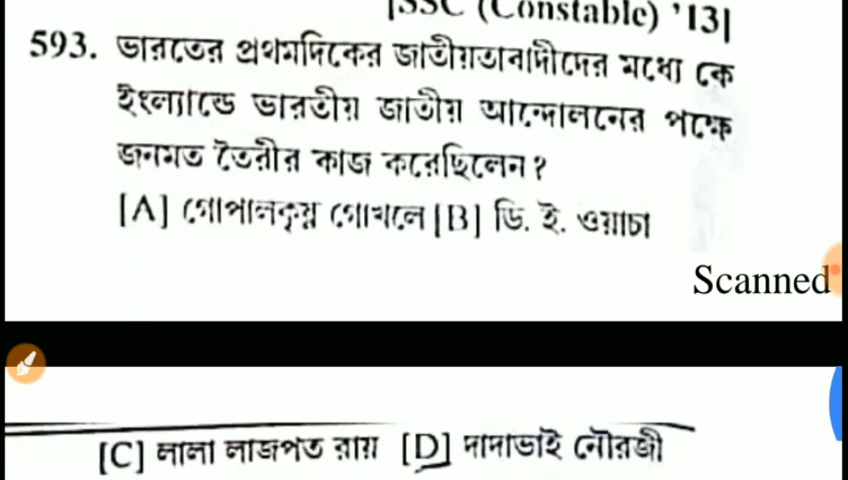 [SSC (Constable) '13]
593. ভারতের প্রথমদিকের জাতীয়তাবাদীদের মধ্যে কে
ইংল্যান্ডে ভারতীয় জাতীয় আন্দোলনের পক্ষে
জনমত তৈরীর কাজ করেছিলেন?
[A] গোপালকৃষ্ণ গোখলে [B] ডি. ই. ওয়াচা
Scanned
[C] লালা লাজপত রায় [D] দাদাভাই নৌরজী